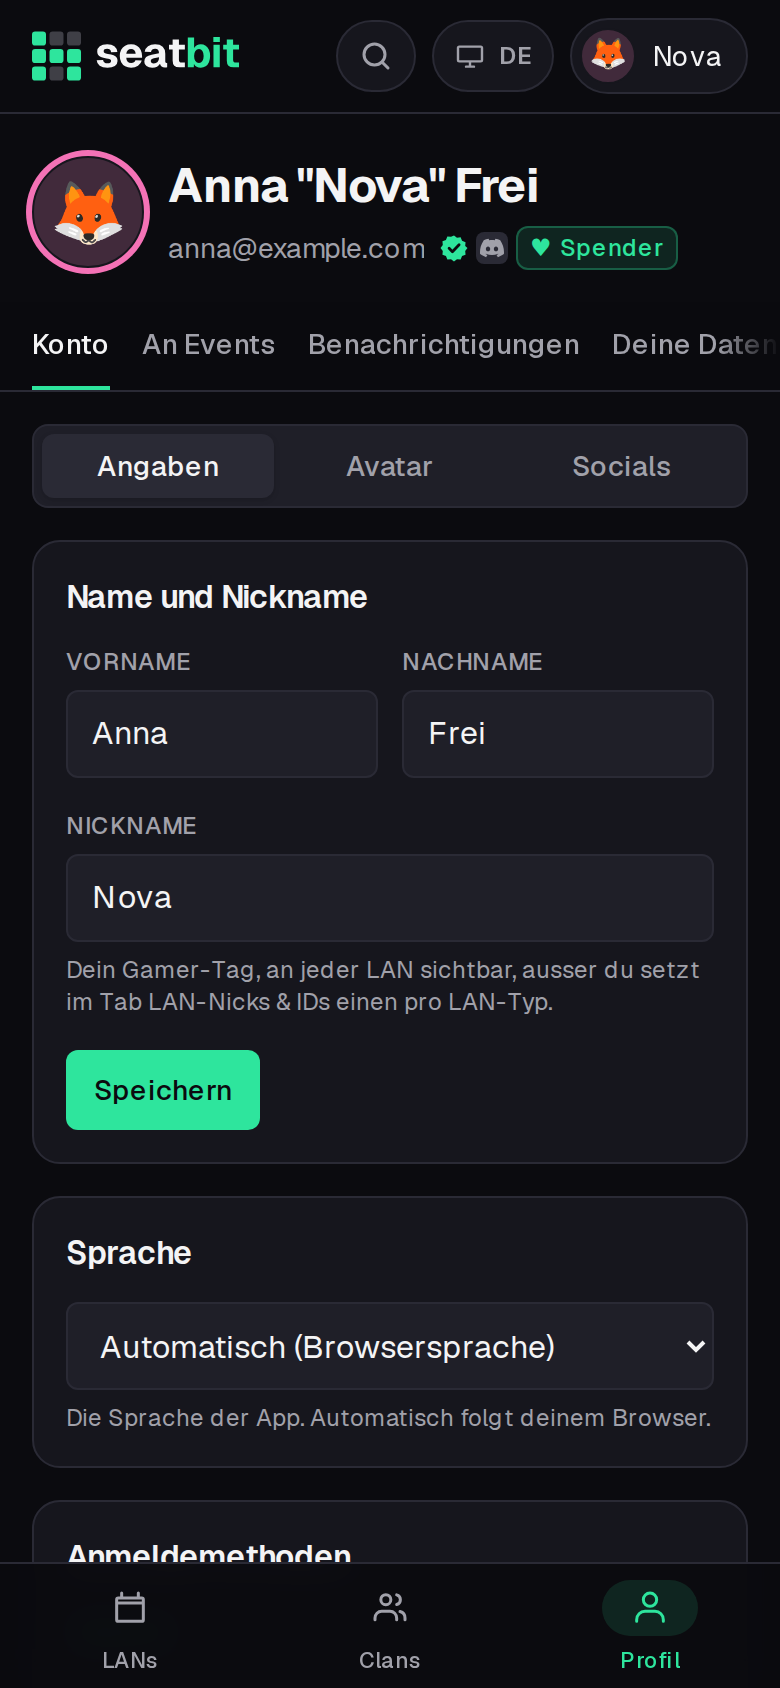 seatbit
DE
Nova
Anna "Nova" Frei
anna@example.com
Spender
Konto
An Events
Benachrichtigungen
Deine Daten
Angaben
Avatar
Socials
Name und Nickname
VORNAME
NACHNAME
Anna
Frei
NICKNAME
Nova
Dein Gamer-Tag, an jeder LAN sichtbar, ausser du setzt
im Tab LAN-Nicks & IDs einen pro LAN-Typ.
Speichern
Sprache
Automatisch (Browsersprache)
Die Sprache der App. Automatisch folgt deinem Browser.
Anmeldemethoden
LANs
Clans
Profil